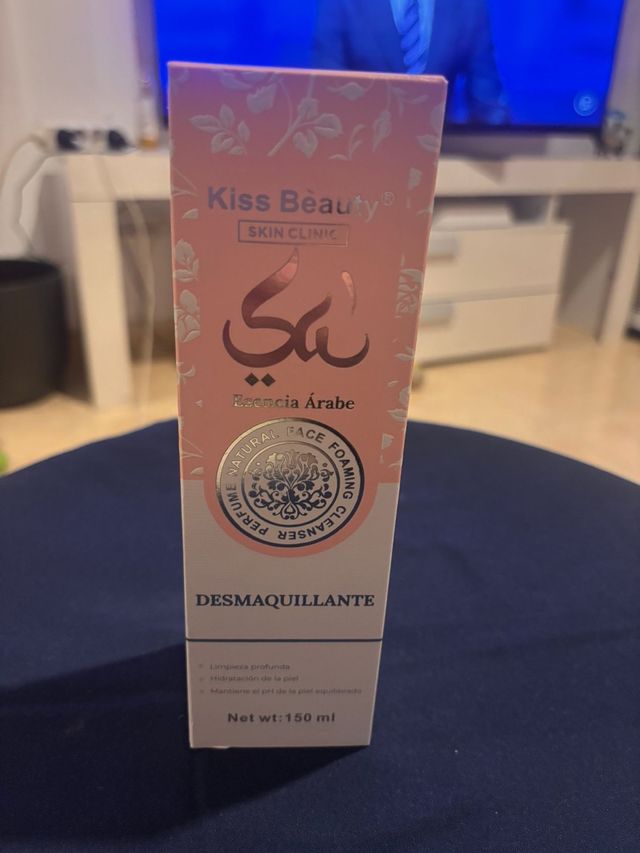 Kiss Bèauty®
SKIN CLINIC
Esencia Árabe
NATURAL FACE FOAMING CLEANSER PERFUME
DESMAQUILLANTE
Limpieza profunda
Hidratación de la piel
Mantiene el pH de la piel equilibrado
Net wt: 150 ml